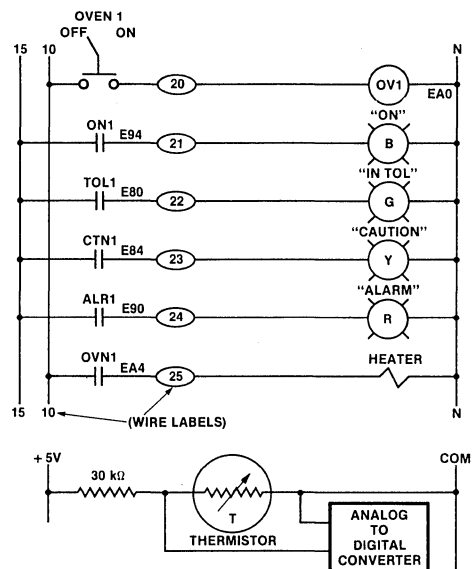 OVEN 1
OFF ON
15 10 N
20 OV1
EA0
"ON"
ON1 E94 21 B
"IN TOL"
TOL1 E80 22 G
"CAUTION"
CTN1 E84 23 Y
"ALARM"
ALR1 E90 24 R
OVN1 EA4 25 HEATER
15 10 N
(WIRE LABELS)
+ 5V COM
30 kΩ
T
THERMISTOR
ANALOG
TO
DIGITAL
CONVERTER